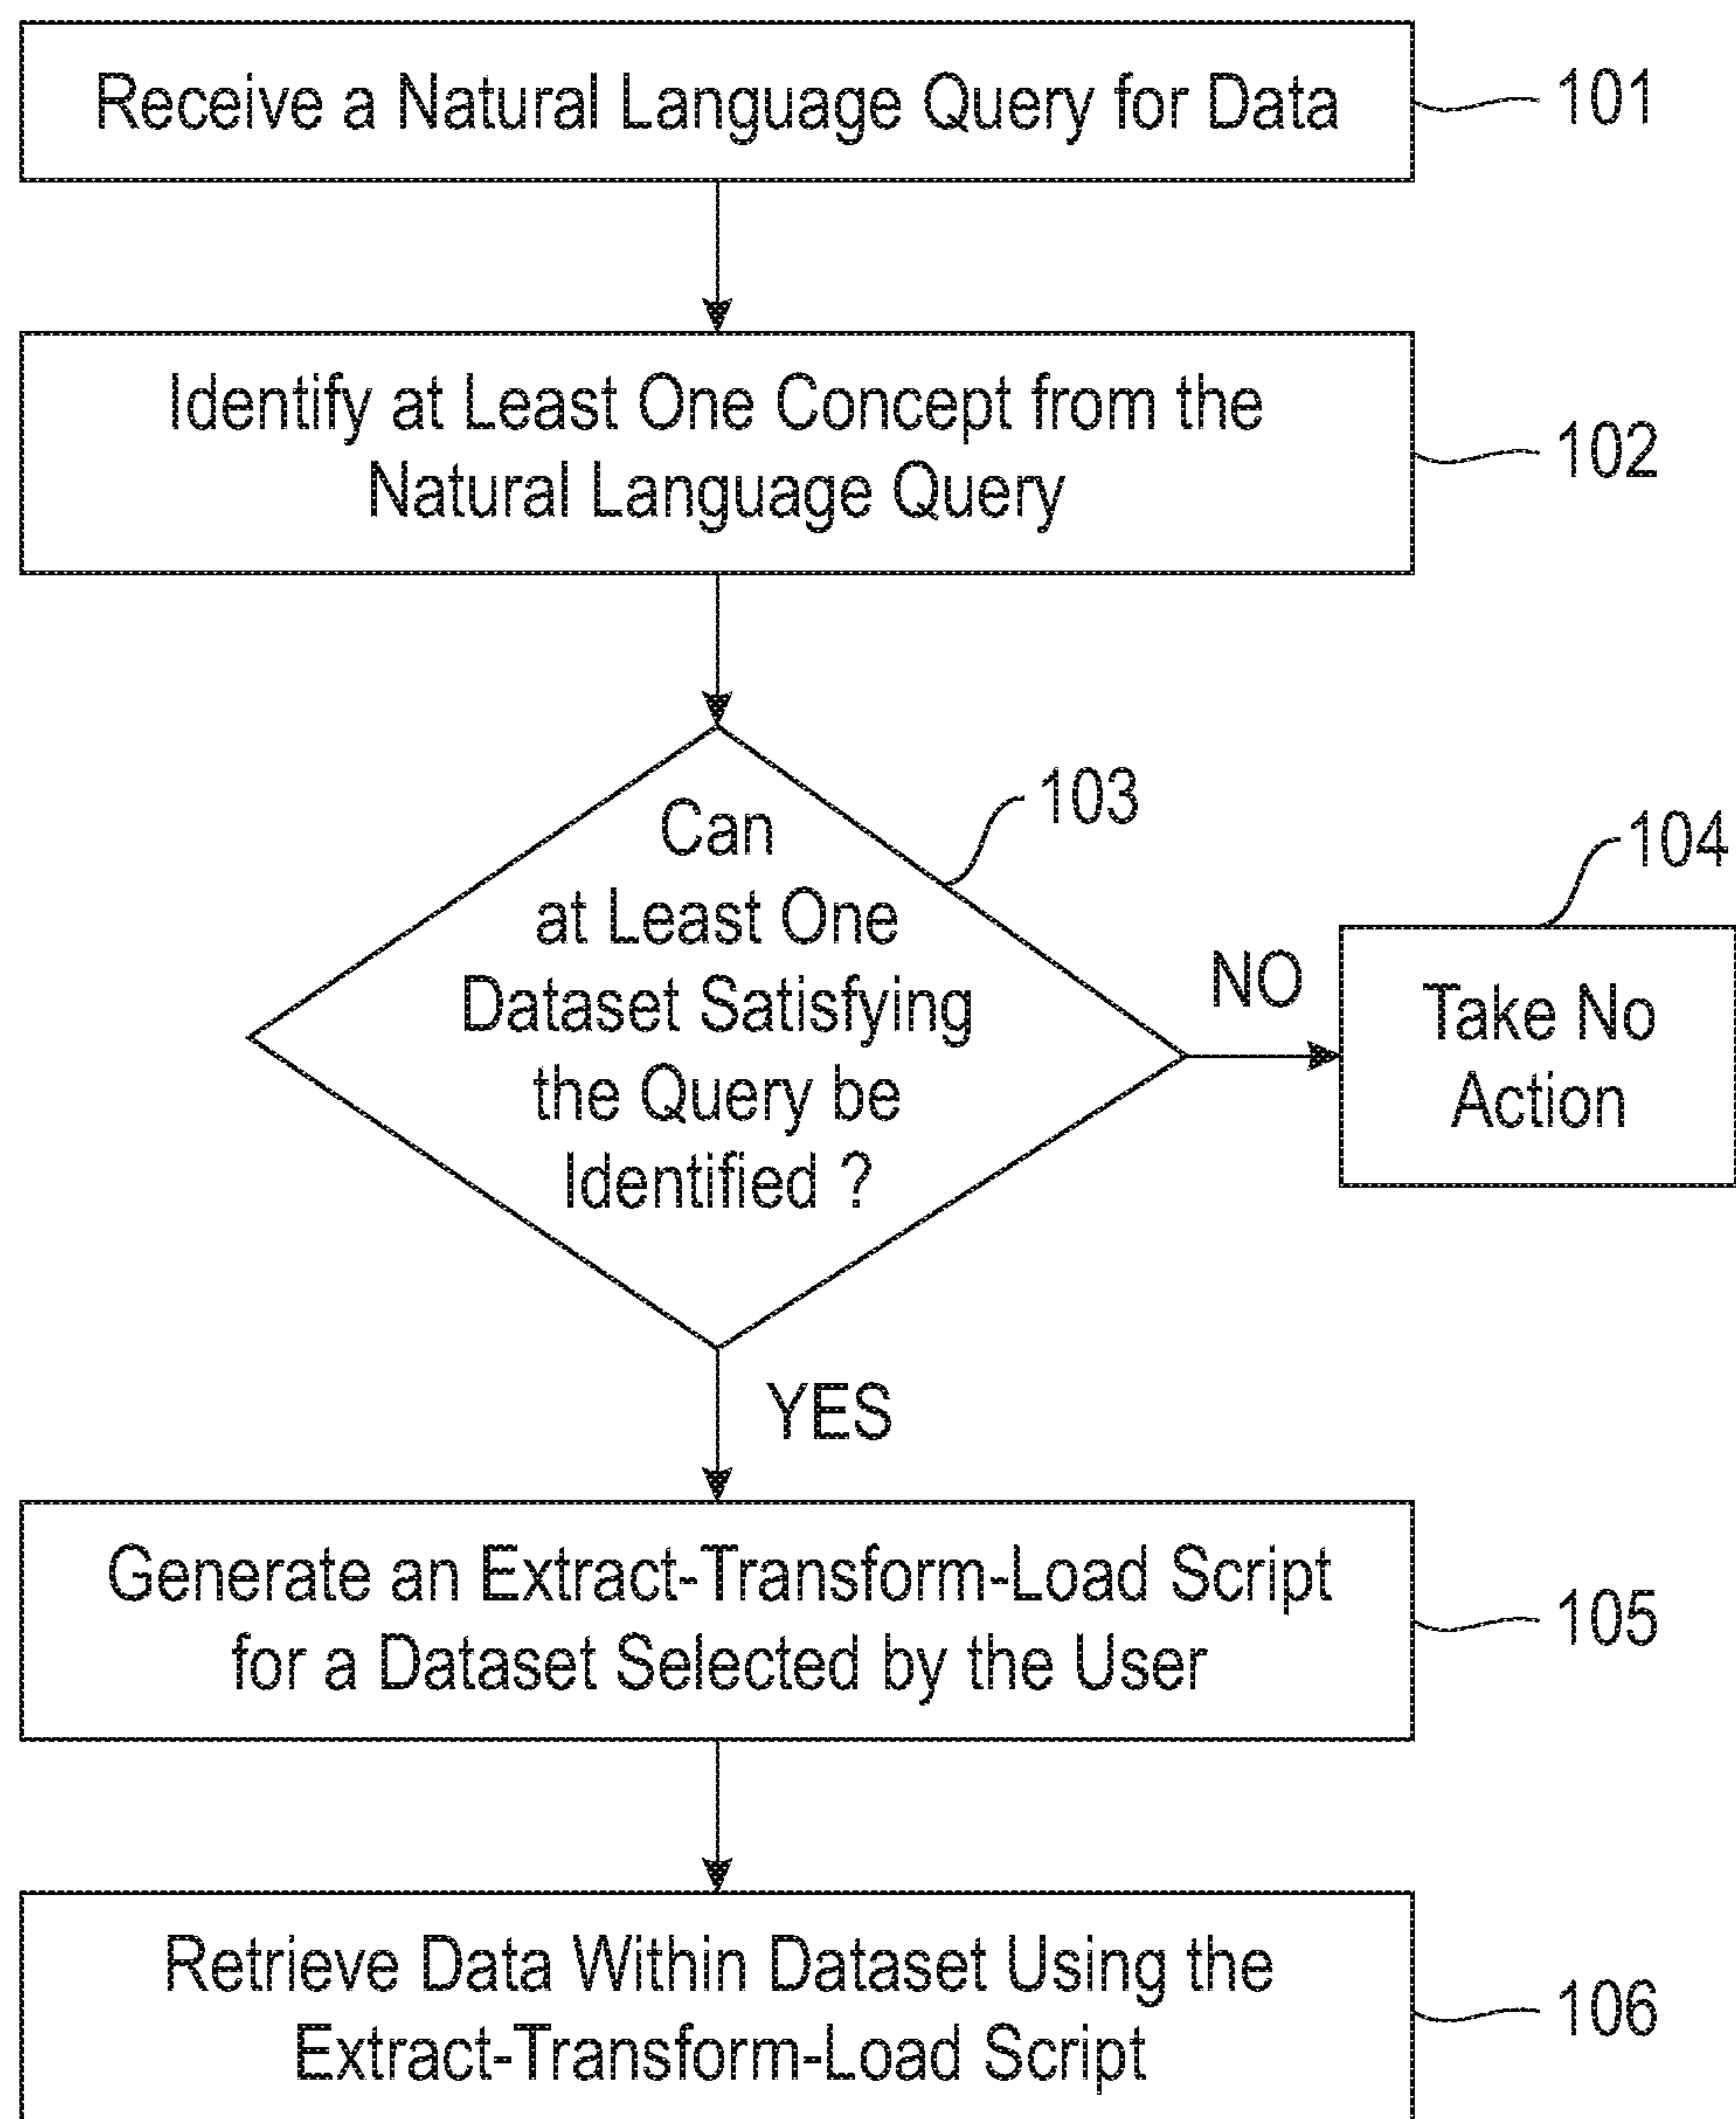 Receive a Natural Language Query for Data
101
Identify at Least One Concept from the
Natural Language Query
102
Can
at Least One
Dataset Satisfying
the Query be
Identified ?
103
104
NO
Take No
Action
YES
Generate an Extract-Transform-Load Script
for a Dataset Selected by the User
105
Retrieve Data Within Dataset Using the
Extract-Transform-Load Script
106